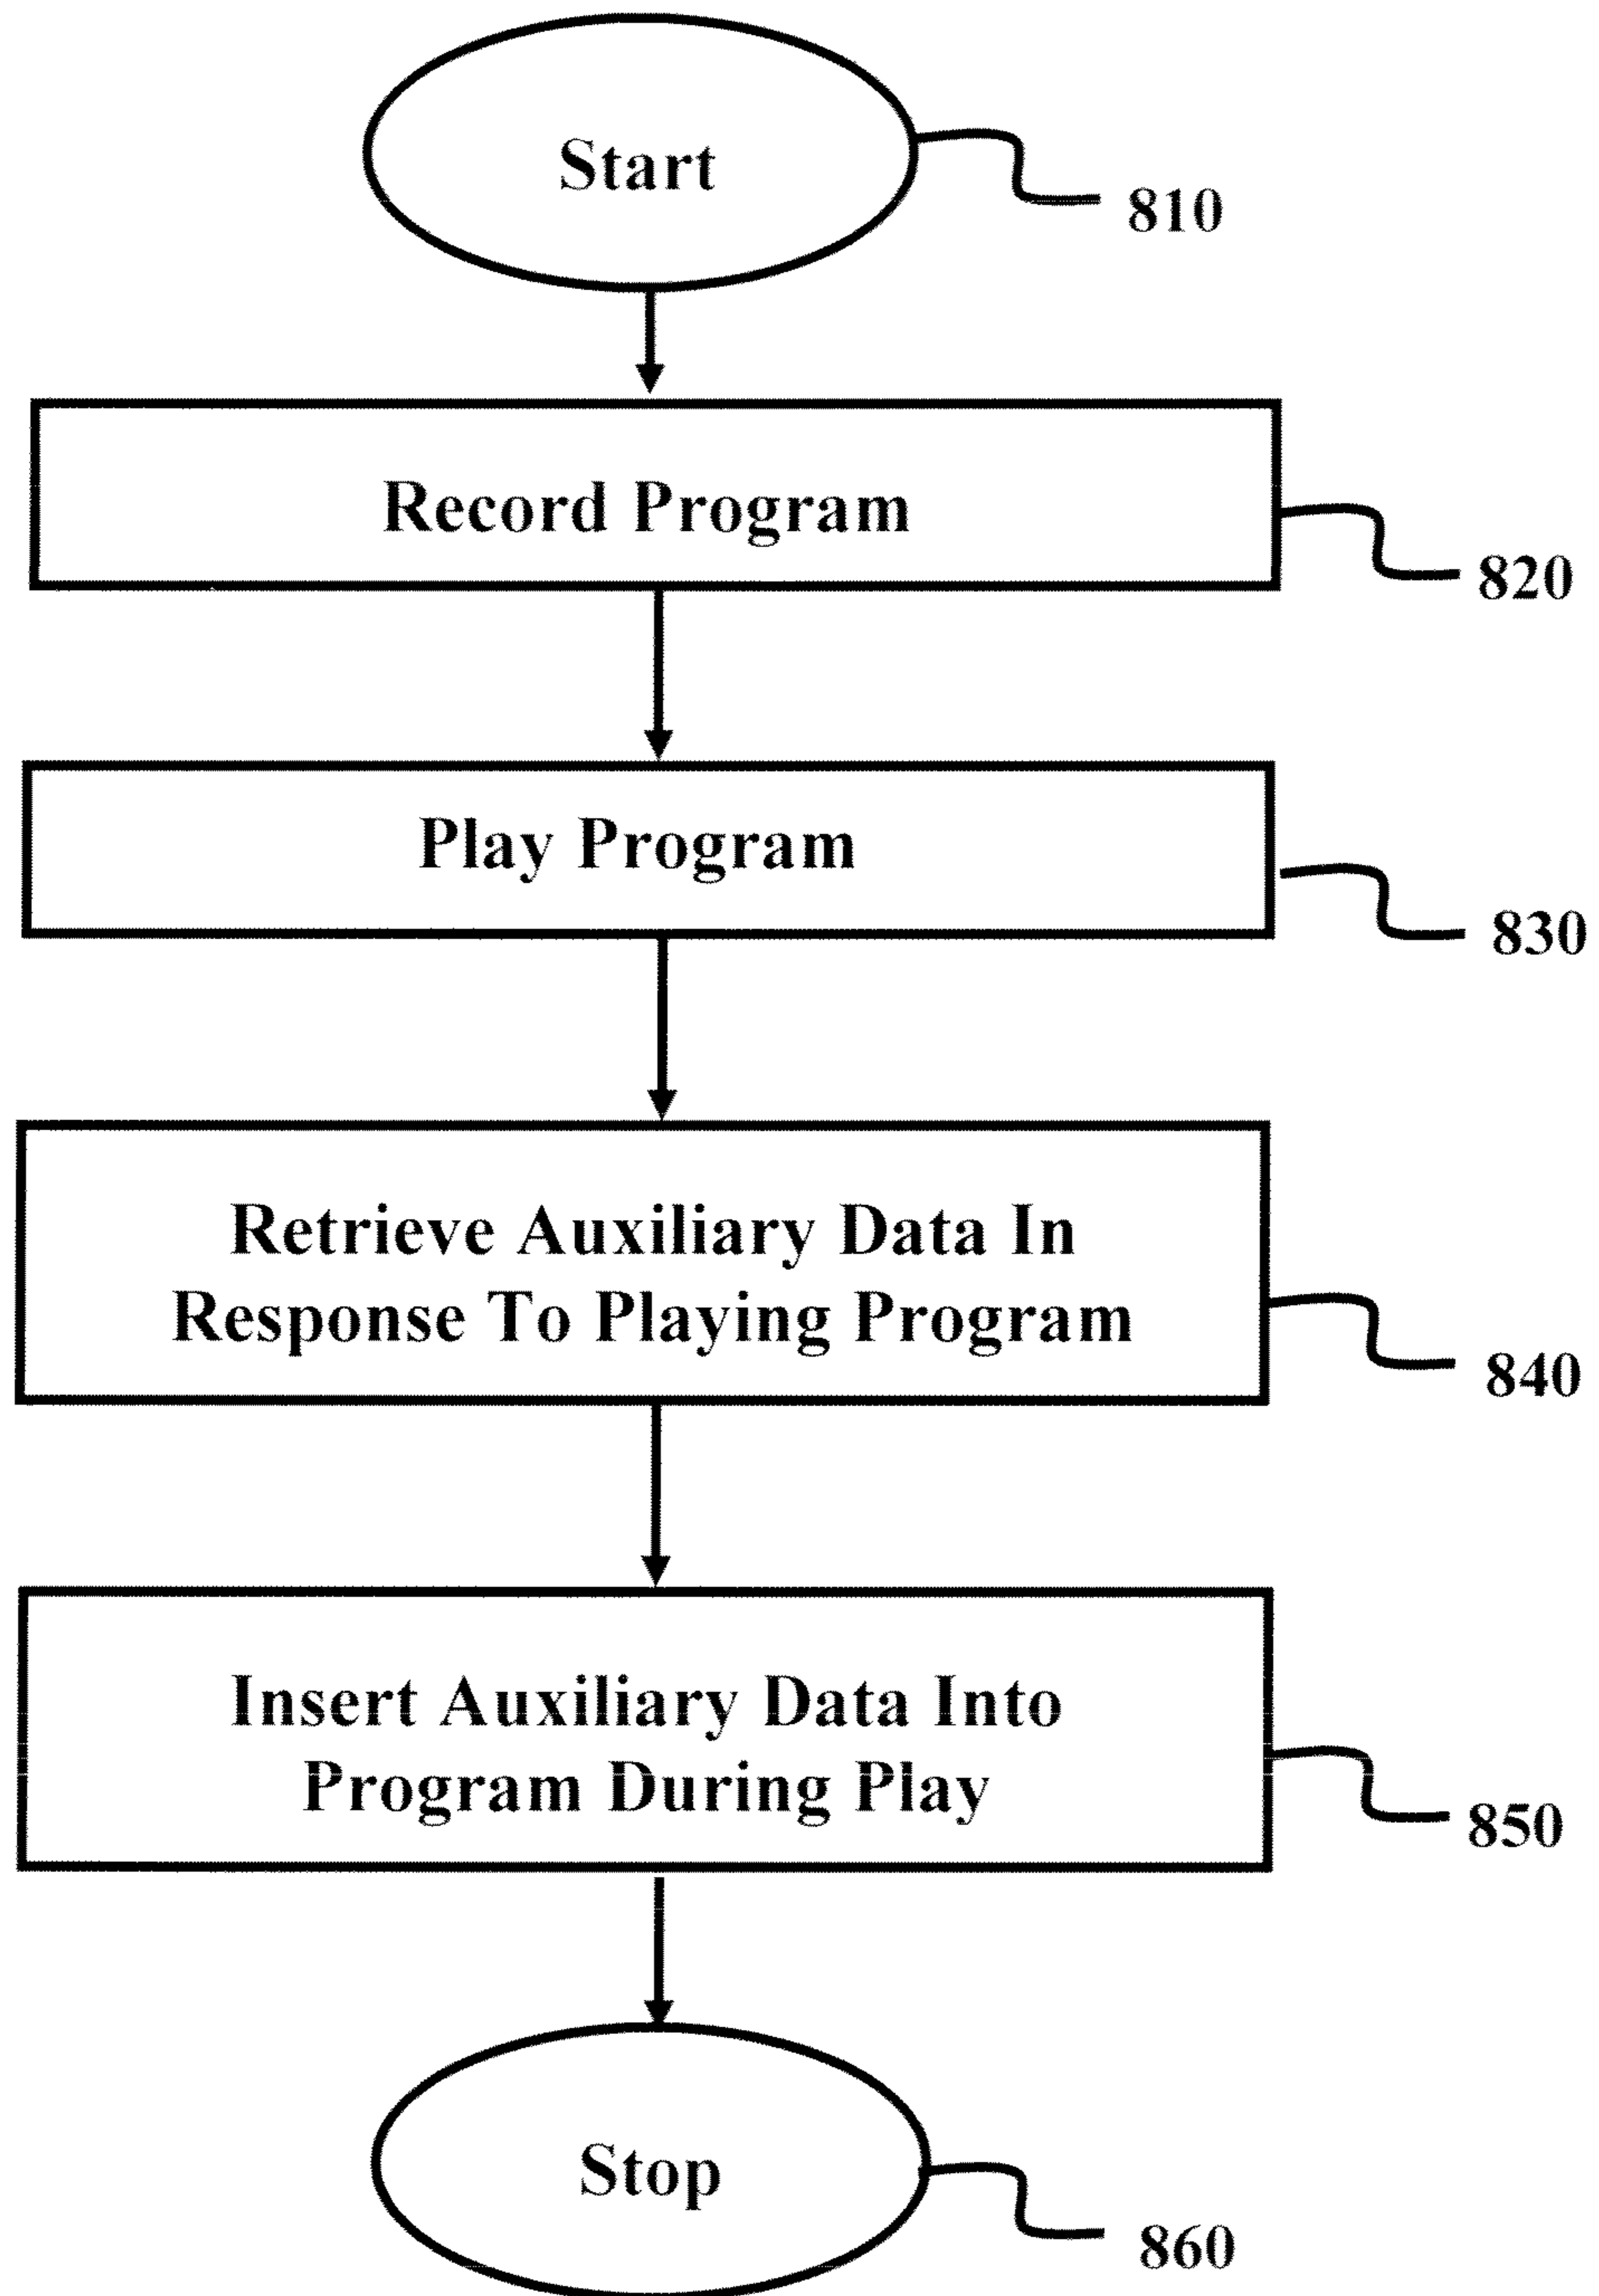 Start
810
Record Program
820
Play Program
830
Retrieve Auxiliary Data In
Response To Playing Program
840
Insert Auxiliary Data Into
Program During Play
850
Stop
860